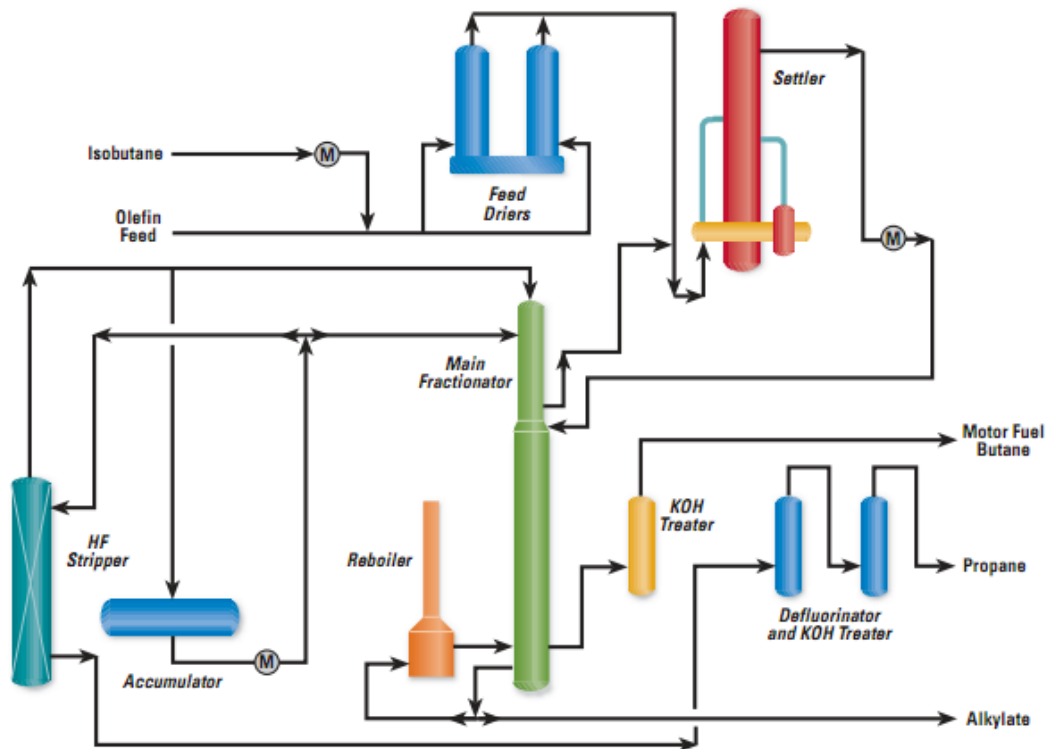 Settler
Isobutane
M
Feed
Driers
Olefin
Feed
M
Main
Fractionator
Motor Fuel
Butane
KOH
Treater
HF
Stripper
Reboiler
Propane
Defluorinator
and KOH Treater
M
Accumulator
Alkylate